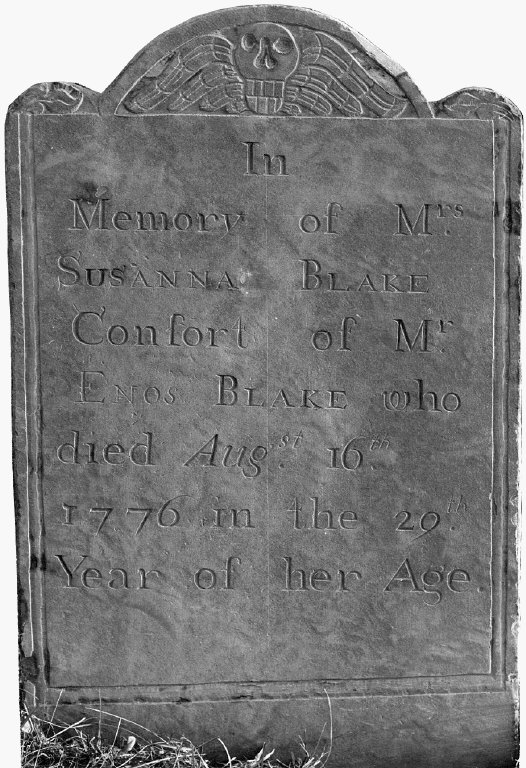 In
Memory of Mrs.
SUSANNA BLAKE
Conſort of Mr.
ENOS BLAKE who
died Augst. 16th.
1776 in the 29th.
Year of her Age.